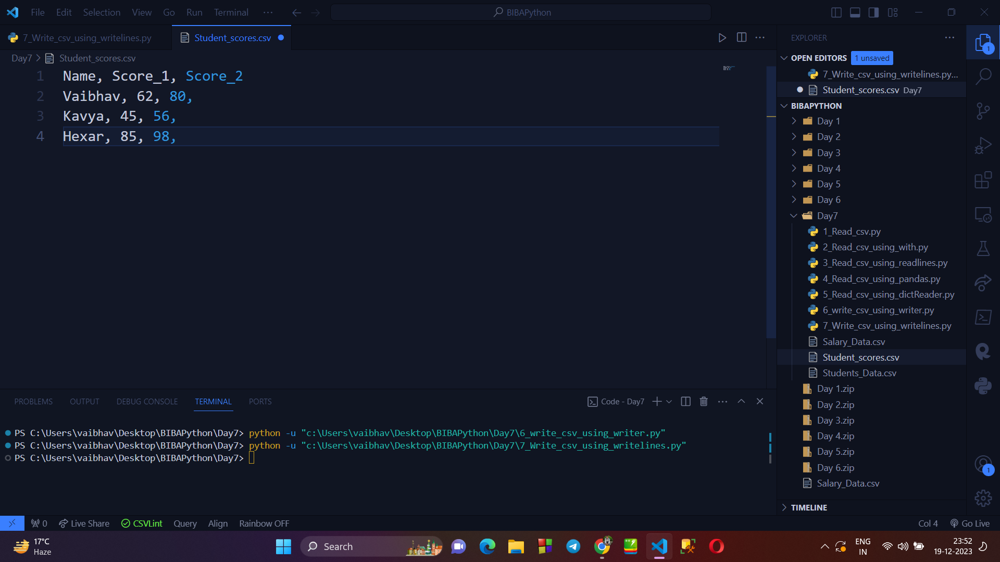 File Edit Selection View Go Run Terminal ··· BIBAPython
7_Write_csv_using_writelines.py Student_scores.csv
Day7 > Student_scores.csv
1 Name, Score_1, Score_2
2 Vaibhav, 62, 80,
3 Kavya, 45, 56,
4 Hexar, 85, 98,
EXPLORER
OPEN EDITORS 1 unsaved
7_Write_csv_using_writelines.py...
Student_scores.csv Day7
BIBAPYTHON
Day 1
Day 2
Day 3
Day 4
Day 5
Day 6
Day7
1_Read_csv.py
2_Read_csv_using_with.py
3_Read_csv_using_readlines.py
4_Read_csv_using_pandas.py
5_Read_csv_using_dictReader.py
6_write_csv_using_writer.py
7_Write_csv_using_writelines.py
Salary_Data.csv
Student_scores.csv
Students_Data.csv
Day 1.zip
Day 2.zip
Day 3.zip
Day 4.zip
Day 5.zip
Day 6.zip
Salary_Data.csv
TIMELINE
1
1
PROBLEMS OUTPUT DEBUG CONSOLE TERMINAL PORTS Code - Day7
PS C:\Users\vaibhav\Desktop\BIBAPython\Day7> python -u "c:\Users\vaibhav\Desktop\BIBAPython\Day7\6_write_csv_using_writer.py"
PS C:\Users\vaibhav\Desktop\BIBAPython\Day7> python -u "c:\Users\vaibhav\Desktop\BIBAPython\Day7\7_Write_csv_using_writelines.py"
PS C:\Users\vaibhav\Desktop\BIBAPython\Day7>
0 Live Share CSVLint Query Align Rainbow OFF Col 4 Go Live
17°C
Haze
Search
ENG
IN
23:52
19-12-2023